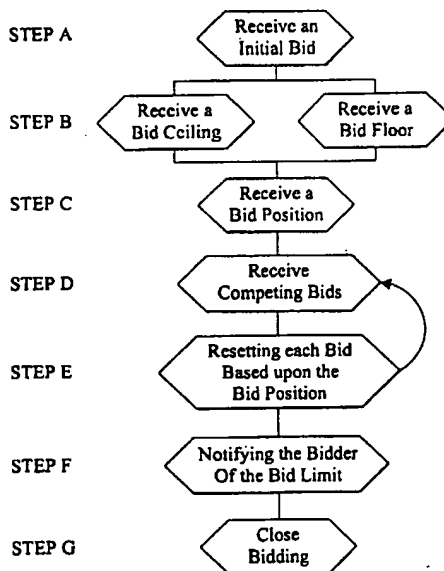 STEP A
Receive an
Initial Bid
STEP B
Receive a
Bid Ceiling
Receive a
Bid Floor
STEP C
Receive a
Bid Position
STEP D
Receive
Competing Bids
STEP E
Resetting each Bid
Based upon the
Bid Position
STEP F
Notifying the Bidder
Of the Bid Limit
STEP G
Close
Bidding